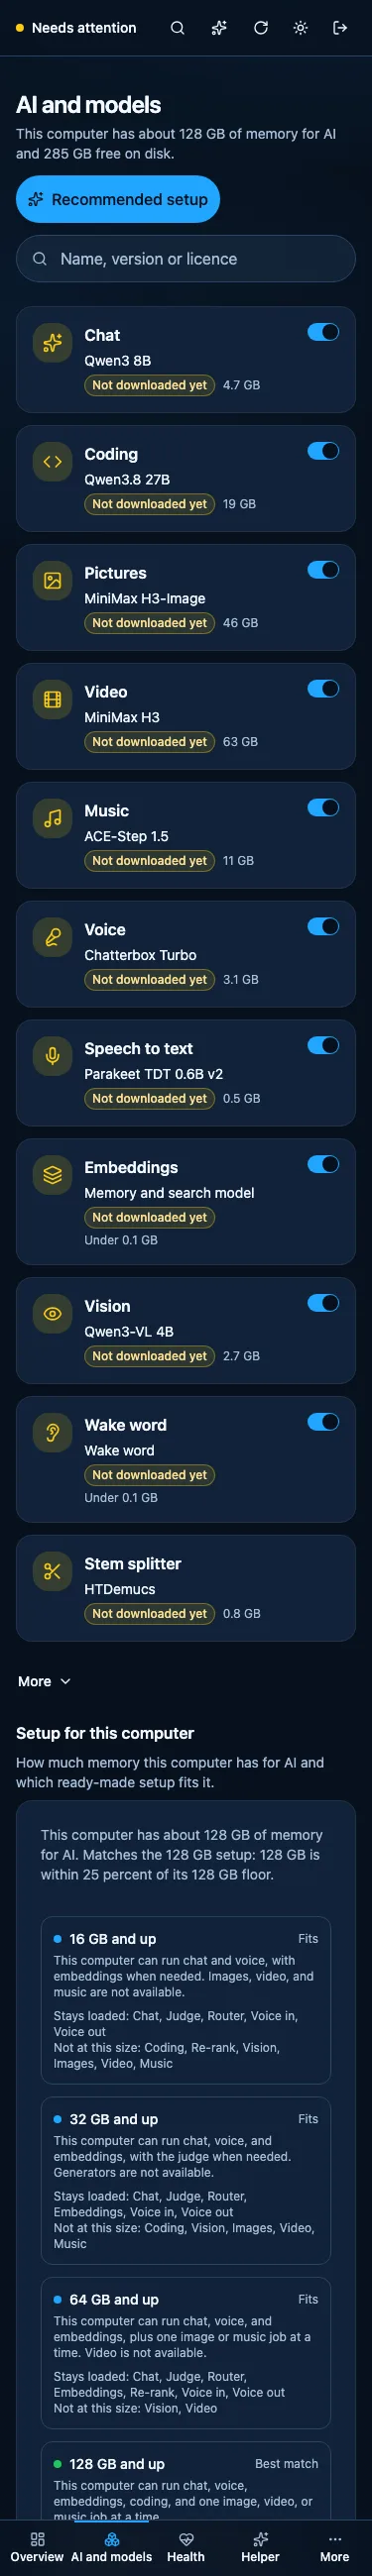 Needs attention
AI and models
This computer has about 128 GB of memory for AI
and 285 GB free on disk.
Recommended setup
Name, version or licence
Chat
Qwen3 8B
Not downloaded yet 4.7 GB
Coding
Qwen3.8 27B
Not downloaded yet 19 GB
Pictures
MiniMax H3-Image
Not downloaded yet 46 GB
Video
MiniMax H3
Not downloaded yet 63 GB
Music
ACE-Step 1.5
Not downloaded yet 11 GB
Voice
Chatterbox Turbo
Not downloaded yet 3.1 GB
Speech to text
Parakeet TDT 0.6B v2
Not downloaded yet 0.5 GB
Embeddings
Memory and search model
Not downloaded yet
Under 0.1 GB
Vision
Qwen3-VL 4B
Not downloaded yet 2.7 GB
Wake word
Wake word
Not downloaded yet
Under 0.1 GB
Stem splitter
HTDemucs
Not downloaded yet 0.8 GB
More
Setup for this computer
How much memory this computer has for AI and
which ready-made setup fits it.
This computer has about 128 GB of memory
for AI. Matches the 128 GB setup: 128 GB is
within 25 percent of its 128 GB floor.
16 GB and up Fits
This computer can run chat and voice, with
embeddings when needed. Images, video, and
music are not available.
Stays loaded: Chat, Judge, Router, Voice in,
Voice out
Not at this size: Coding, Re-rank, Vision,
Images, Video, Music
32 GB and up Fits
This computer can run chat, voice, and
embeddings, with the judge when needed.
Generators are not available.
Stays loaded: Chat, Judge, Router,
Embeddings, Voice in, Voice out
Not at this size: Coding, Vision, Images, Video,
Music
64 GB and up Fits
This computer can run chat, voice, and
embeddings, plus one image or music job at a
time. Video is not available.
Stays loaded: Chat, Judge, Router,
Embeddings, Re-rank, Voice in, Voice out
Not at this size: Vision, Video
128 GB and up Best match
This computer can run chat, voice,
embeddings, coding, and one image, video, or
music job at a time
Overview AI and models Health Helper More